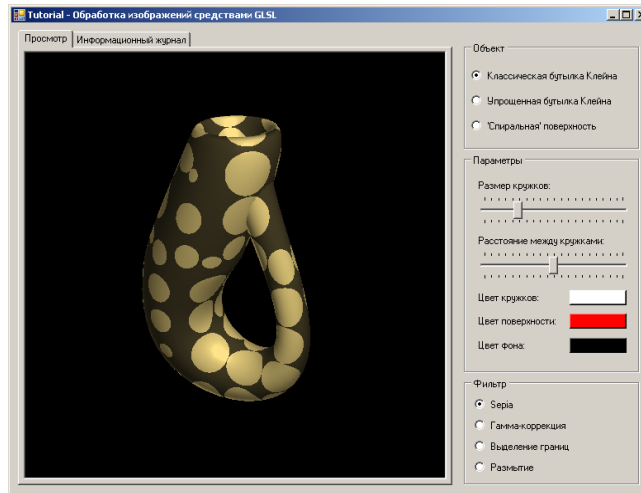 Tutorial - Обработка изображений средствани GLSL
Просмотр
Информационный журнал
Объект
Классическая бутылка Клейна
Упрощенная бутылка Клейна
'Спиральная' поверхность
Параметры
Размер кружков:
Расстояние между кружками:
Цвет кружков:
Цвет поверхности:
Цвет фона:
Фильтр
Sepia
Гамма-коррекция
Выделение границ
Размытие